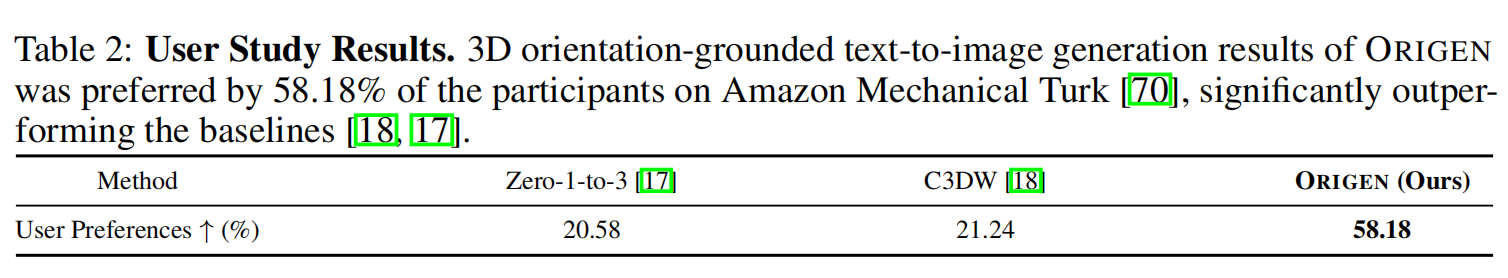 Table 2: User Study Results. 3D orientation-grounded text-to-image generation results of ORIGEN
was preferred by 58.18% of the participants on Amazon Mechanical Turk [70], significantly outper-
forming the baselines [18, 17].
Method Zero-1-to-3 [17] C3DW [18] ORIGEN (Ours)
User Preferences ↑ (%) 20.58 21.24 58.18